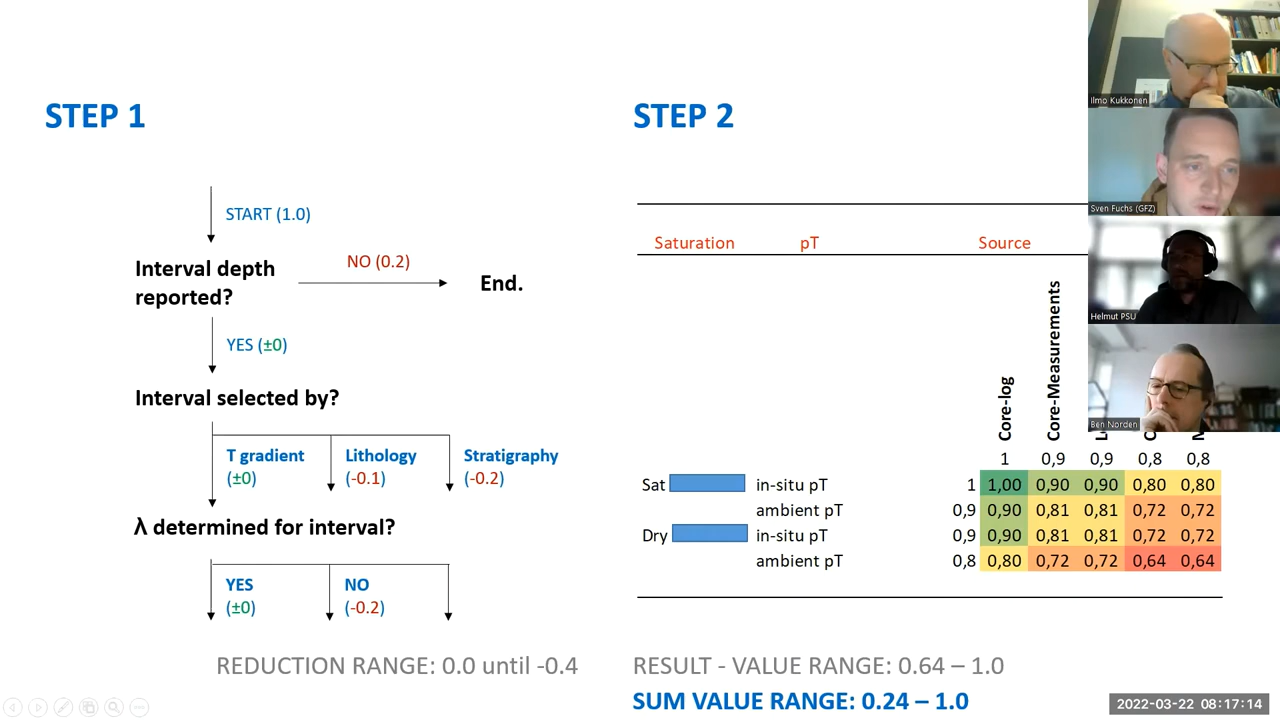 STEP 1
START (1.0)
Interval depth
reported?
NO (0.2)
End.
YES (±0)
Interval selected by?
T gradient
(±0)
Lithology
(-0.1)
Stratigraphy
(-0.2)
λ determined for interval?
YES
(±0)
NO
(-0.2)
REDUCTION RANGE: 0.0 until -0.4
STEP 2
Saturation pT Source
Core-log
Core-Measurements
1 0,9 0,9 0,8 0,8
Sat in-situ pT 1 1,00 0,90 0,90 0,80 0,80
ambient pT 0,9 0,90 0,81 0,81 0,72 0,72
Dry in-situ pT 0,9 0,90 0,81 0,81 0,72 0,72
ambient pT 0,8 0,80 0,72 0,72 0,64 0,64
RESULT - VALUE RANGE: 0.64 – 1.0
SUM VALUE RANGE: 0.24 – 1.0
Ilmo Kukkonen
Sven Fuchs (GFZ)
Helmut PSU
Ben Norden
2022-03-22 08:17:14